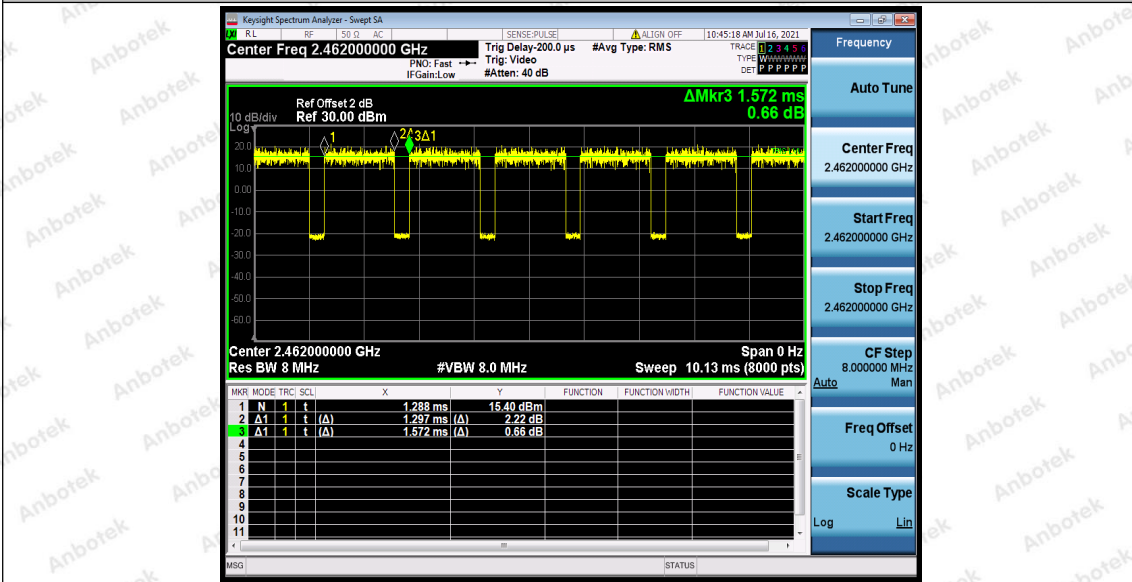 Keysight Spectrum Analyzer - Swept SA
RL RF 50 Ω AC SENSE:PULSE ALIGN OFF 10:45:18 AM Jul 16, 2021
Center Freq 2.462000000 GHz
PNO: Fast
IFGain:Low
Trig Delay-200.0 µs #Avg Type: RMS
Trig: Video
#Atten: 40 dB
TRACE 1 2 3 4 5 6
TYPE W
DET P P P P P P
ΔMkr3 1.572 ms
0.66 dB
Ref Offset 2 dB
10 dB/div Ref 30.00 dBm
Log
20.0
10.0
0.00
-10.0
-20.0
-30.0
-40.0
-50.0
-60.0
1
2Δ
3Δ1
Center 2.462000000 GHz Span 0 Hz
Res BW 8 MHz #VBW 8.0 MHz Sweep 10.13 ms (8000 pts)
MKR MODE TRC SCL X Y FUNCTION FUNCTION WIDTH FUNCTION VALUE
1 N 1 t 1.288 ms 15.40 dBm
2 Δ1 1 t (Δ) 1.297 ms (Δ) 2.22 dB
3 Δ1 1 t (Δ) 1.572 ms (Δ) 0.66 dB
4
5
6
7
8
9
10
11
MSG STATUS
Frequency
Auto Tune
Center Freq
2.462000000 GHz
Start Freq
2.462000000 GHz
Stop Freq
2.462000000 GHz
CF Step
8.000000 MHz
Auto Man
Freq Offset
0 Hz
Scale Type
Log Lin
Anbotek